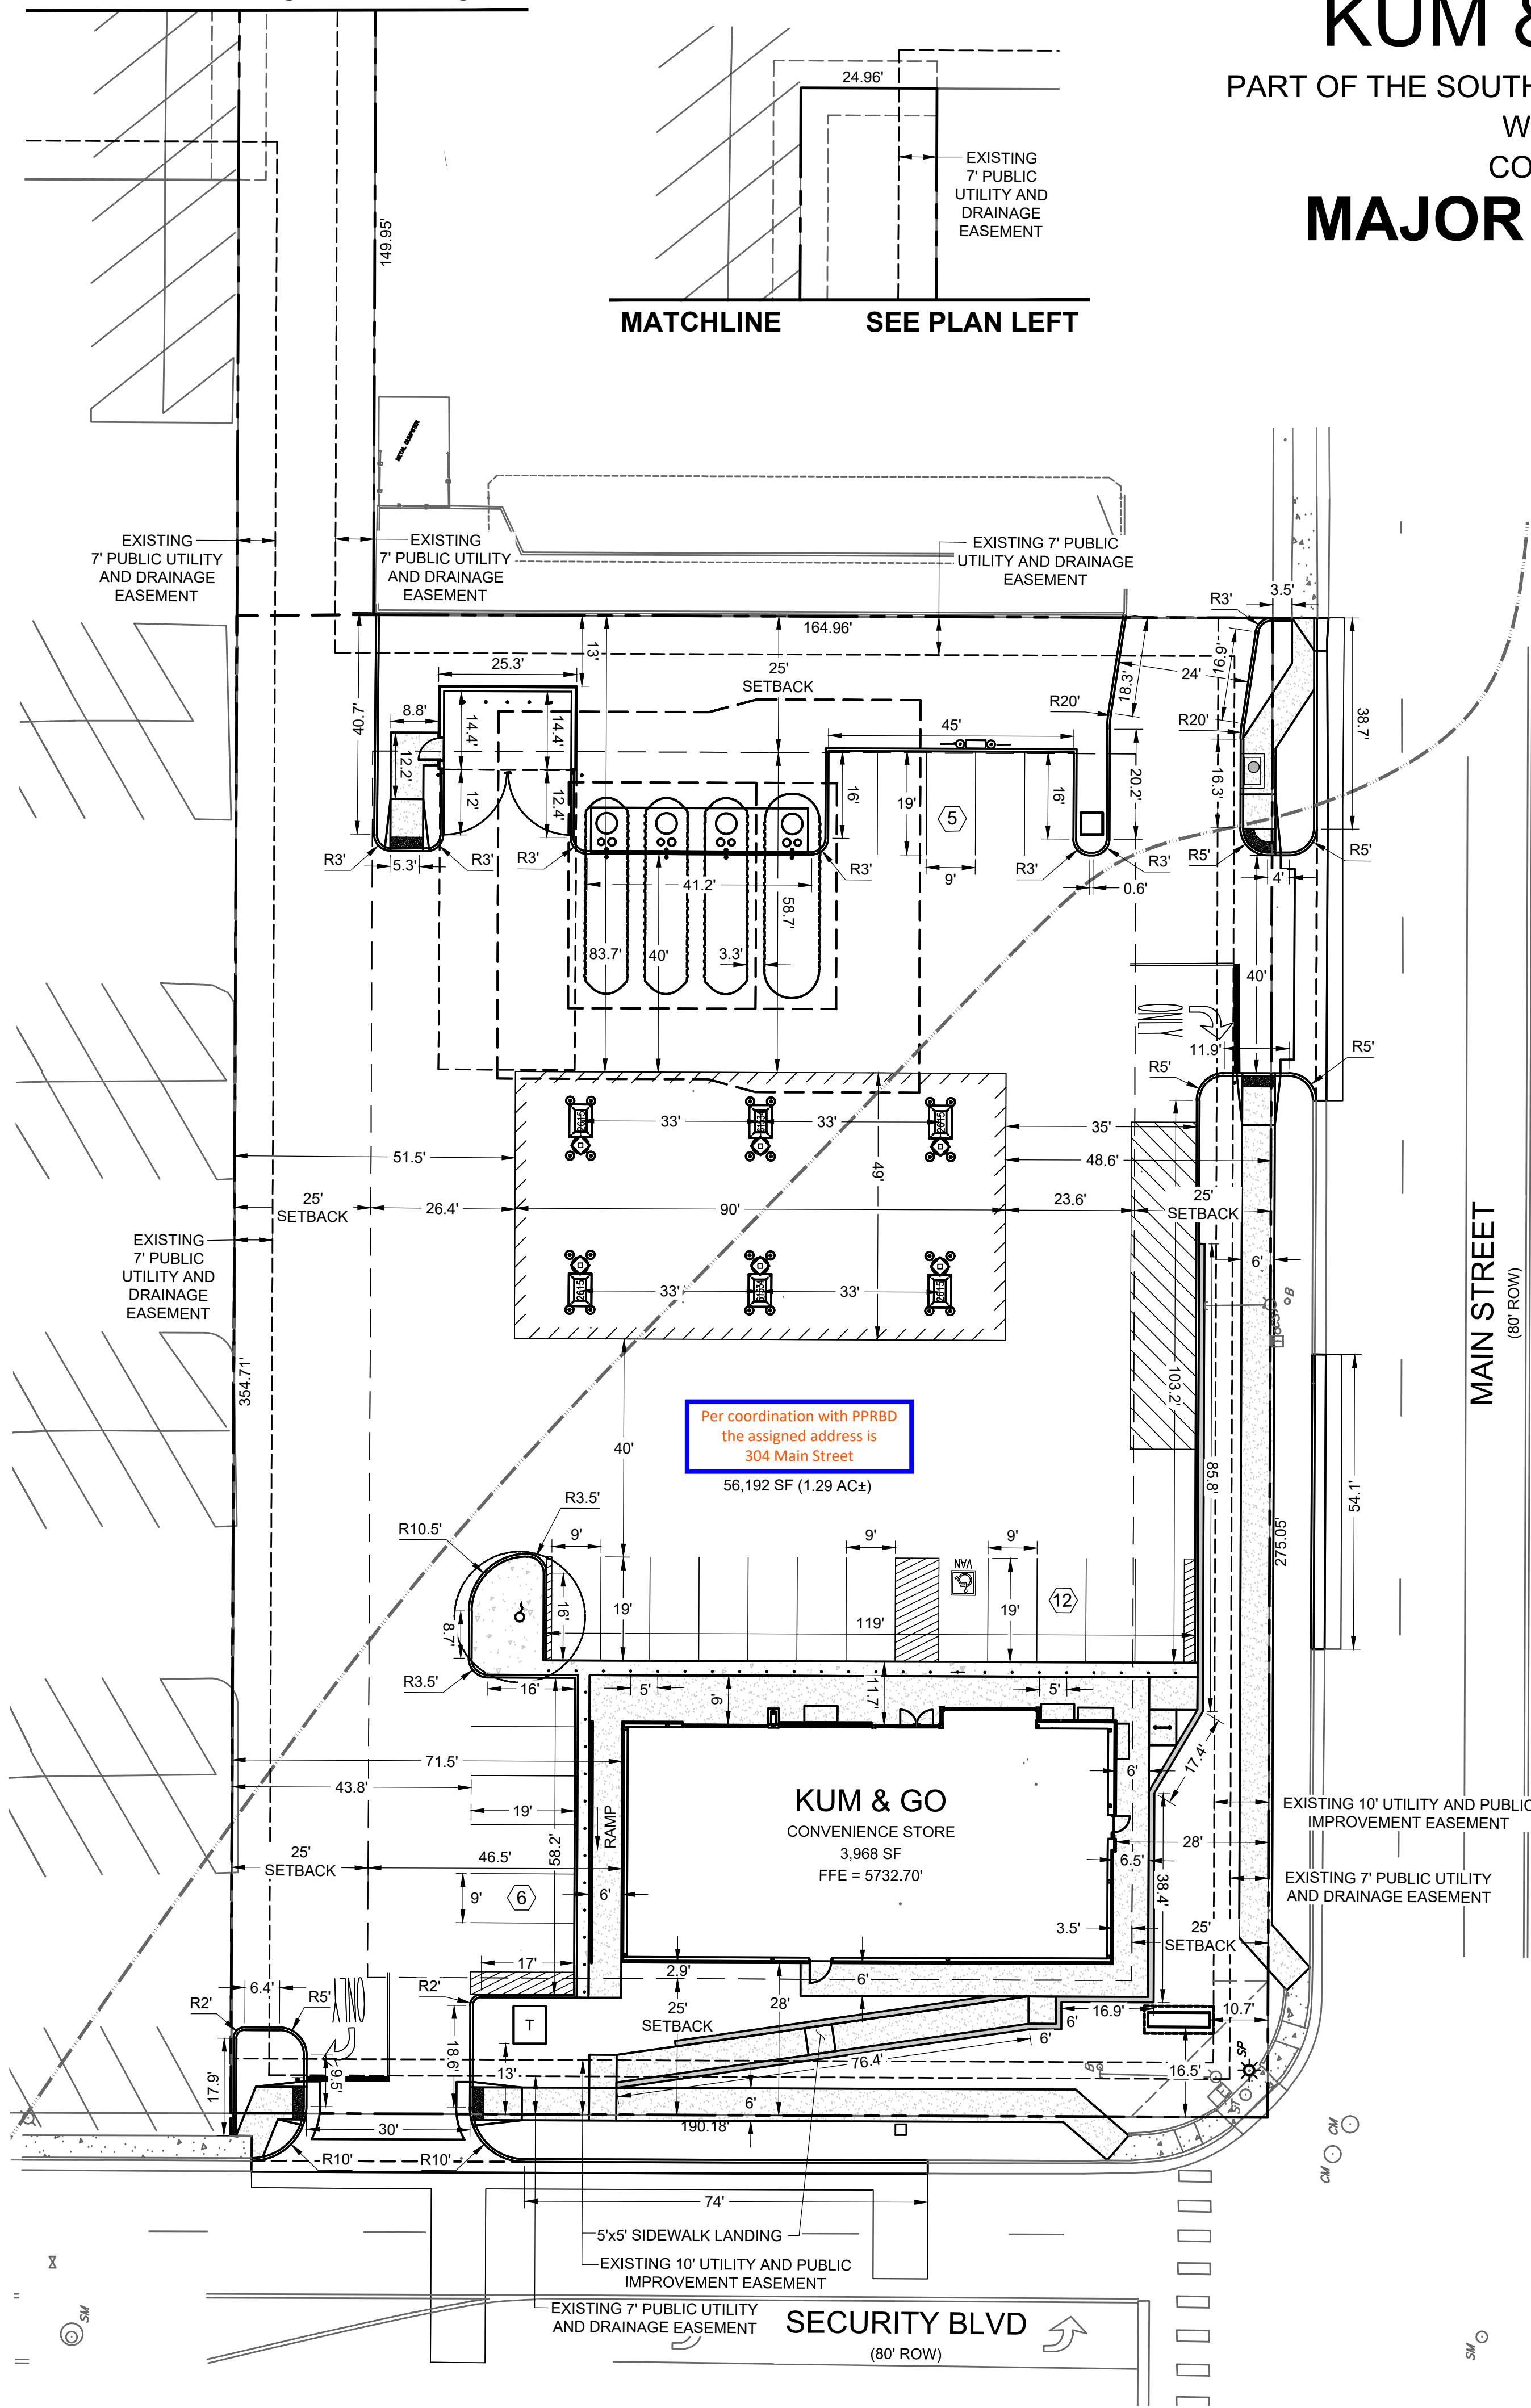 KUM &
PART OF THE SOUTH
W
CO
MAJOR
24.96'
EXISTING
7' PUBLIC
UTILITY AND
DRAINAGE
EASEMENT
149.95'
MATCHLINE SEE PLAN LEFT
METAL DUMPSTER
EXISTING
7' PUBLIC UTILITY
AND DRAINAGE
EASEMENT
EXISTING
7' PUBLIC UTILITY
AND DRAINAGE
EASEMENT
EXISTING 7' PUBLIC
UTILITY AND DRAINAGE
EASEMENT
R3'
3.5'
164.96'
13'
25'
SETBACK
25.3'
40.7'
8.8'
14.4'
14.4'
12.2'
12'
12.4'
18.3'
24'
16.6'
R20'
R20'
38.7'
45'
16'
19'
5
16'
20.2'
16.3'
R3'
5.3'
R3'
R3'
R3'
9'
R3'
R3'
0.6'
R5'
R5'
4'
41.2'
58.7'
83.7'
40'
3.3'
40'
ONLY
11.9'
R5'
R5'
33'
33'
35'
51.5'
48.6'
49'
25'
SETBACK
26.4'
90'
23.6'
25'
SETBACK
EXISTING
7' PUBLIC
UTILITY AND
DRAINAGE
EASEMENT
6'
33'
33'
B
MAIN STREET
(80' ROW)
354.71'
103.2'
Per coordination with PPRBD
the assigned address is
304 Main Street
56,192 SF (1.29 AC±)
40'
85.8'
54.1'
275.05'
R3.5'
R10.5'
9'
9'
9'
VAN
16'
19'
19'
12
8.7'
119'
R3.5'
16'
5'
6'
11.7'
5'
71.5'
43.8'
17.4'
6'
19'
RAMP
KUM & GO
CONVENIENCE STORE
3,968 SF
FFE = 5732.70'
EXISTING 10' UTILITY AND PUBLIC
IMPROVEMENT EASEMENT
28'
25'
SETBACK
46.5'
58.2'
6.5'
38.4'
EXISTING 7' PUBLIC UTILITY
AND DRAINAGE EASEMENT
9'
6
6'
3.5'
25'
SETBACK
17'
2.9'
6'
6.4'
R2'
R5'
ONLY
R2'
T
25'
SETBACK
28'
16.9'
6'
6'
10.7'
18.6'
13'
76.4'
16.5'
SP
B
17.9'
9.5'
6'
E
ST
30'
190.18'
R10'
R10'
CM
CM
74'
5'x5' SIDEWALK LANDING
EXISTING 10' UTILITY AND PUBLIC
IMPROVEMENT EASEMENT
EXISTING 7' PUBLIC UTILITY
AND DRAINAGE EASEMENT
SECURITY BLVD
(80' ROW)
SM
SM